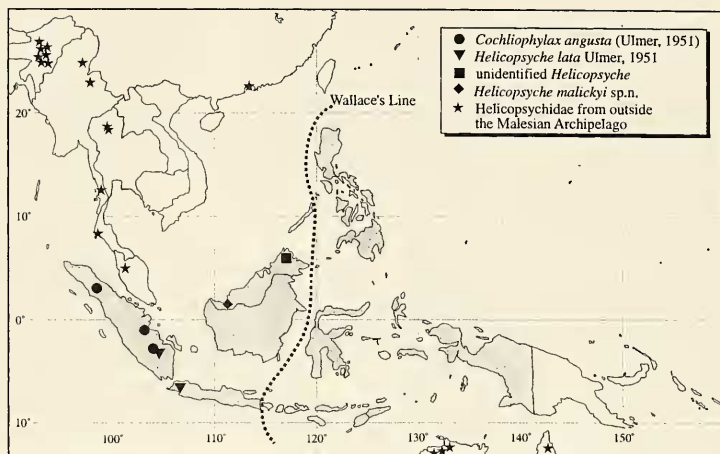 Cochliophylax angusta (Ulmer, 1951)
Helicopsyche lata Ulmer, 1951
unidentified Helicopsyche
Helicopsyche malickyi sp.n.
Helicopsychidae from outside
the Malesian Archipelago
Wallace's Line
20°
10°
0°
10°
100°
110°
120°
130°
140°
150°